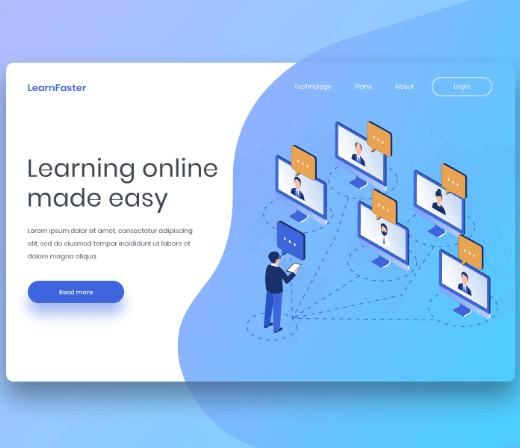 LearnFaster
Technology Plans About Login
Learning online
made easy
Lorem ipsum dolor sit amet, consectetur adipiscing
elit, sed do eiusmod tempor incididunt ut labore et
dolore magna aliqua.
Read more